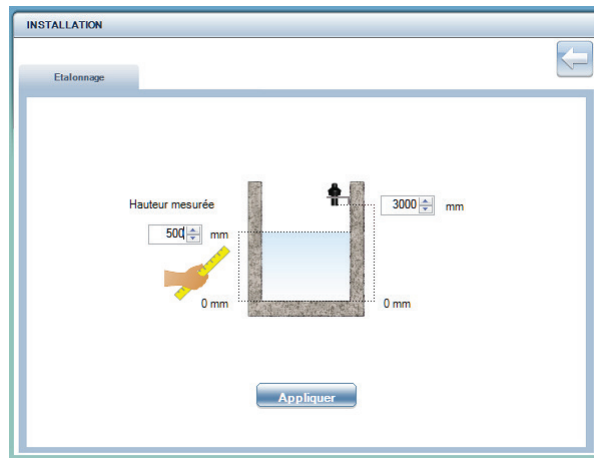 INSTALLATION
Etalonnage
Hauteur mesurée
3000 mm
500 mm
0 mm
0 mm
Appliquer